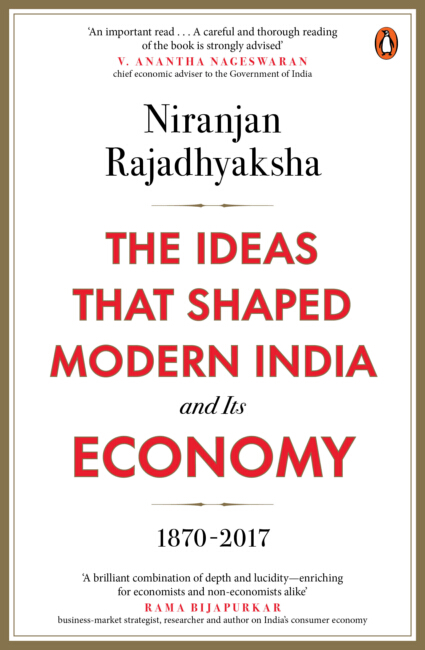 ‘An important read . . . A careful and thorough reading
of the book is strongly advised’
V. ANANTHA NAGESWARAN
chief economic adviser to the Government of India
Niranjan
Rajadhyaksha
THE IDEAS
THAT SHAPED
MODERN INDIA
and Its
ECONOMY
1870-2017
‘A brilliant combination of depth and lucidity—enriching
for economists and non-economists alike’
RAMA BIJAPURKAR
business-market strategist, researcher and author on India’s consumer economy